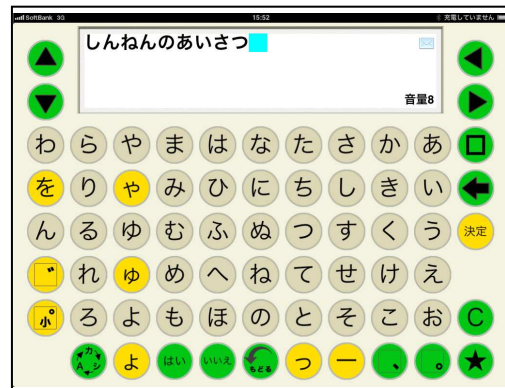 SoftBank 3G 15:52 充電していません
しんねんのあいさつ
音量8
わ ら や ま は な た さ か あ
を り ゃ み ひ に ち し き い
ん る ゆ む ふ ぬ つ す く う 決定
゛ れ ゅ め へ ね て せ け え
小゜ ろ よ も ほ の と そ こ お C
カ A シ ょ はい いいえ もどる っ ー 、 。